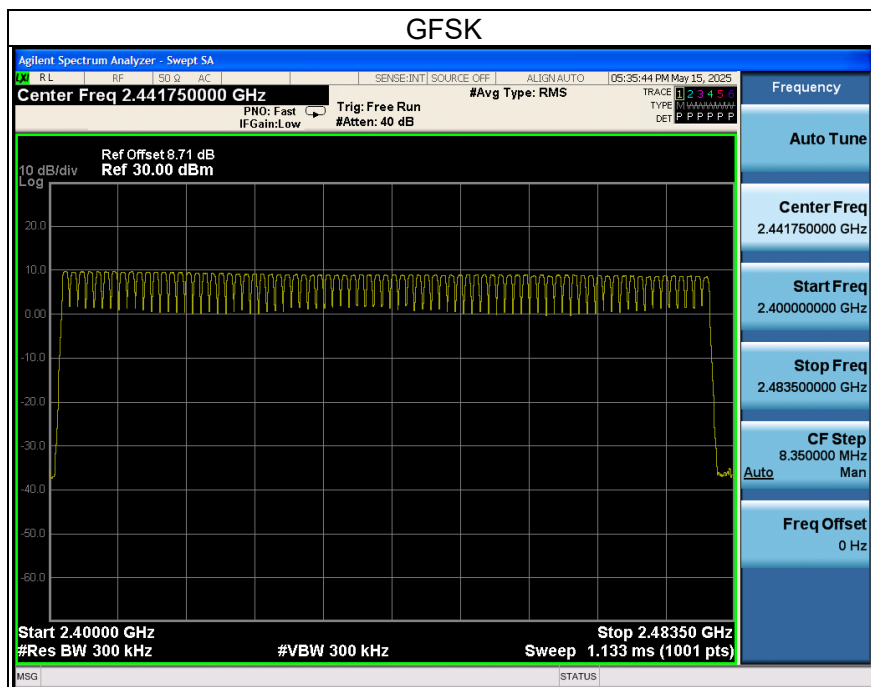 GFSK
Agilent Spectrum Analyzer - Swept SA
LXI RL RF 50 Ω AC SENSE:INT SOURCE OFF ALIGN AUTO 05:35:44 PM May 15, 2025
Center Freq 2.441750000 GHz
PNO: Fast
IFGain:Low
Trig: Free Run
#Atten: 40 dB
#Avg Type: RMS
TRACE 1 2 3 4 5 6
TYPE M WWWWW
DET P P P P P P
Ref Offset 8.71 dB
10 dB/div Ref 30.00 dBm
Log
20.0
10.0
0.00
-10.0
-20.0
-30.0
-40.0
-50.0
-60.0
Start 2.40000 GHz Stop 2.48350 GHz
#Res BW 300 kHz #VBW 300 kHz Sweep 1.133 ms (1001 pts)
MSG STATUS
Frequency
Auto Tune
Center Freq
2.441750000 GHz
Start Freq
2.400000000 GHz
Stop Freq
2.483500000 GHz
CF Step
8.350000 MHz
Auto Man
Freq Offset
0 Hz